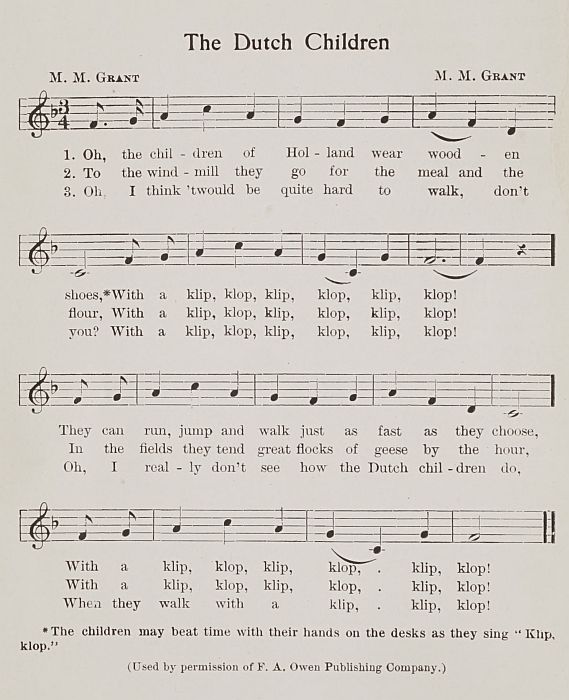 The Dutch Children
M. M. GRANT M. M. GRANT
3
4
1. Oh, the chil - dren of Hol - land wear wood - en
2. To the wind - mill they go for the meal and the
3. Oh, I think 'twould be quite hard to walk, don't
shoes,*With a klip, klop, klip, klop, klip, klop!
flour, With a klip, klop, klip, klop, klip, klop!
you? With a klip, klop, klip, klop, klip, klop!
They can run, jump and walk just as fast as they choose,
In the fields they tend great flocks of geese by the hour,
Oh, I real - ly don't see how the Dutch chil - dren do,
With a klip, klop, klip, klop, . klip, klop!
With a klip, klop, klip, klop, . klip, klop!
When they walk with a klip, . klip, klop!
*The children may beat time with their hands on the desks as they sing "Klip,
klop."
(Used by permission of F. A. Owen Publishing Company.)